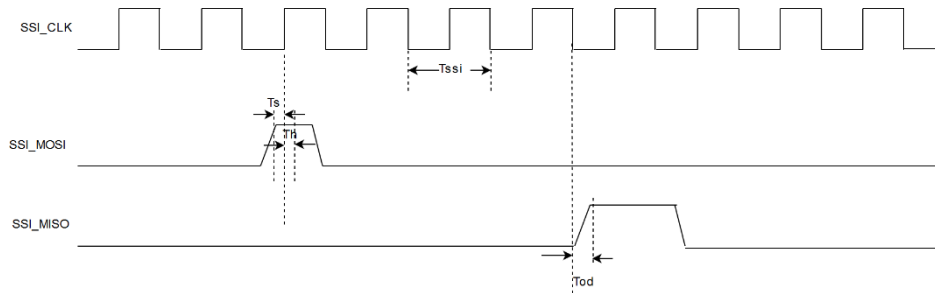 SSI_CLK
Tssi
Ts
SSI_MOSI
Th
SSI_MISO
Tod